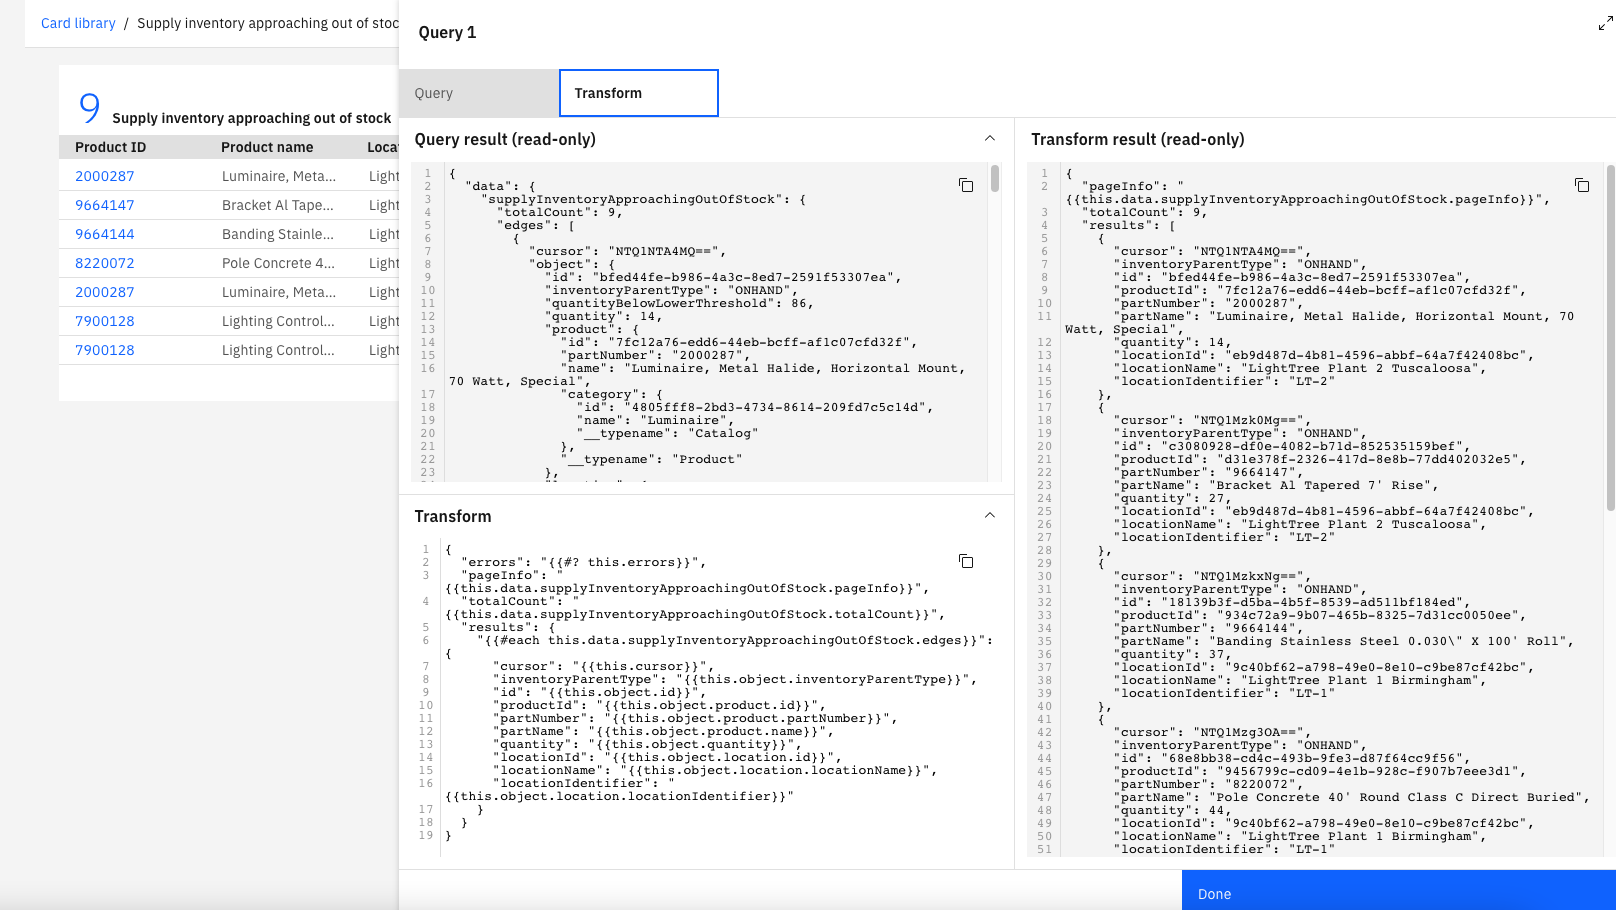 Card library / Supply inventory approaching out of stoc
9 Supply inventory approaching out of stock
Product ID Product name Loca
2000287 Luminaire, Meta... Light
9664147 Bracket Al Tape... Light
9664144 Banding Stainle... Light
8220072 Pole Concrete 4... Light
2000287 Luminaire, Meta... Light
7900128 Lighting Control... Light
7900128 Lighting Control... Light
Query 1
Query Transform
Query result (read-only)
1 {
2 "data": {
3 "supplyInventoryApproachingOutOfStock": {
4 "totalCount": 9,
5 "edges": [
6 {
7 "cursor": "NTQ1NTA4MQ==",
8 "object": {
9 "id": "bfed44fe-b986-4a3c-8ed7-2591f53307ea",
10 "inventoryParentType": "ONHAND",
11 "quantityBelowLowerThreshold": 86,
12 "quantity": 14,
13 "product": {
14 "id": "7fc12a76-edd6-44eb-bcff-af1c07cfd32f",
15 "partNumber": "2000287",
16 "name": "Luminaire, Metal Halide, Horizontal Mount,
70 Watt, Special",
17 "category": {
18 "id": "4805fff8-2bd3-4734-8614-209fd7c5c14d",
19 "name": "Luminaire",
20 "__typename": "Catalog"
21 },
22 "__typename": "Product"
23 },
Transform
1 {
2 "errors": "{{#? this.errors}}",
3 "pageInfo": "
{{this.data.supplyInventoryApproachingOutOfStock.pageInfo}}",
4 "totalCount": "
{{this.data.supplyInventoryApproachingOutOfStock.totalCount}}",
5 "results": {
6 "{{#each this.data.supplyInventoryApproachingOutOfStock.edges}}":
{
7 "cursor": "{{this.cursor}}",
8 "inventoryParentType": "{{this.object.inventoryParentType}}",
9 "id": "{{this.object.id}}",
10 "productId": "{{this.object.product.id}}",
11 "partNumber": "{{this.object.product.partNumber}}",
12 "partName": "{{this.object.product.name}}",
13 "quantity": "{{this.object.quantity}}",
14 "locationId": "{{this.object.location.id}}",
15 "locationName": "{{this.object.location.locationName}}",
16 "locationIdentifier": "
{{this.object.location.locationIdentifier}}"
17 }
18 }
19 }
Transform result (read-only)
1 {
2 "pageInfo": "
{{this.data.supplyInventoryApproachingOutOfStock.pageInfo}}",
3 "totalCount": 9,
4 "results": [
5 {
6 "cursor": "NTQ1NTA4MQ==",
7 "inventoryParentType": "ONHAND",
8 "id": "bfed44fe-b986-4a3c-8ed7-2591f53307ea",
9 "productId": "7fc12a76-edd6-44eb-bcff-af1c07cfd32f",
10 "partNumber": "2000287",
11 "partName": "Luminaire, Metal Halide, Horizontal Mount, 70
Watt, Special",
12 "quantity": 14,
13 "locationId": "eb9d487d-4b81-4596-abbf-64a7f42408bc",
14 "locationName": "LightTree Plant 2 Tuscaloosa",
15 "locationIdentifier": "LT-2"
16 },
17 {
18 "cursor": "NTQ1Mzk0Mg==",
19 "inventoryParentType": "ONHAND",
20 "id": "c3080928-df0e-4082-b71d-852535159bef",
21 "productId": "d31e378f-2326-417d-8e8b-77dd402032e5",
22 "partNumber": "9664147",
23 "partName": "Bracket Al Tapered 7' Rise",
24 "quantity": 27,
25 "locationId": "eb9d487d-4b81-4596-abbf-64a7f42408bc",
26 "locationName": "LightTree Plant 2 Tuscaloosa",
27 "locationIdentifier": "LT-2"
28 },
29 {
30 "cursor": "NTQ1MzkxNg==",
31 "inventoryParentType": "ONHAND",
32 "id": "18139b3f-d5ba-4b5f-8539-ad511bf184ed",
33 "productId": "934c72a9-9b07-465b-8325-7d31cc0050ee",
34 "partNumber": "9664144",
35 "partName": "Banding Stainless Steel 0.030\" X 100' Roll",
36 "quantity": 37,
37 "locationId": "9c40bf62-a798-49e0-8e10-c9be87cf42bc",
38 "locationName": "LightTree Plant 1 Birmingham",
39 "locationIdentifier": "LT-1"
40 },
41 {
42 "cursor": "NTQ1Mzg3OA==",
43 "inventoryParentType": "ONHAND",
44 "id": "68e8bb38-cd4c-493b-9fe3-d87f64cc9f56",
45 "productId": "9456799c-cd09-4e1b-928c-f907b7eee3d1",
46 "partNumber": "8220072",
47 "partName": "Pole Concrete 40' Round Class C Direct Buried",
48 "quantity": 44,
49 "locationId": "9c40bf62-a798-49e0-8e10-c9be87cf42bc",
50 "locationName": "LightTree Plant 1 Birmingham",
51 "locationIdentifier": "LT-1"
Done